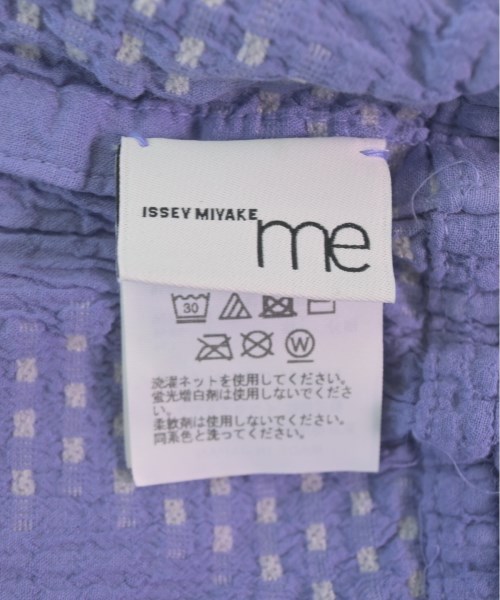 ISSEY MIYAKE me
30
W
洗濯ネットを使用してください。
蛍光増白剤は使用しないでくださ
い。
柔軟剤は使用しないでください。
同系色と洗ってください。